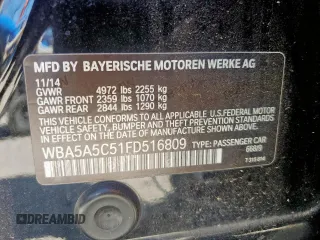 MFD BY BAYERISCHE MOTOREN WERKE AG
11/14
GVWR 4972 lbs 2255 kg
GAWR FRONT 2359 lbs 1070 kg
GAWR REAR 2844 lbs 1290 kg
THIS VEHICLE CONFORMS TO ALL APPLICABLE
U.S. FEDERAL MOTOR VEHICLE SAFETY, BUMPER,
AND THEFT PREVENTION STANDARDS IN EFFECT ON
THE DATE OF MANUFACTURE SHOWN ABOVE.
WBA5A5C51FD516809 TYPE: PASSENGER CAR
DREAMBID